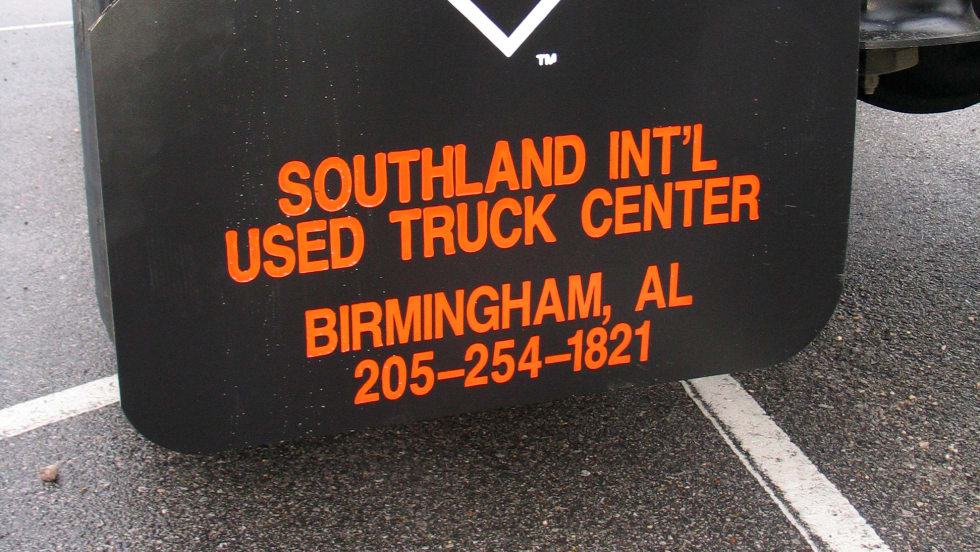 TM
SOUTHLAND INT'L
USED TRUCK CENTER
BIRMINGHAM, AL
205-254-1821